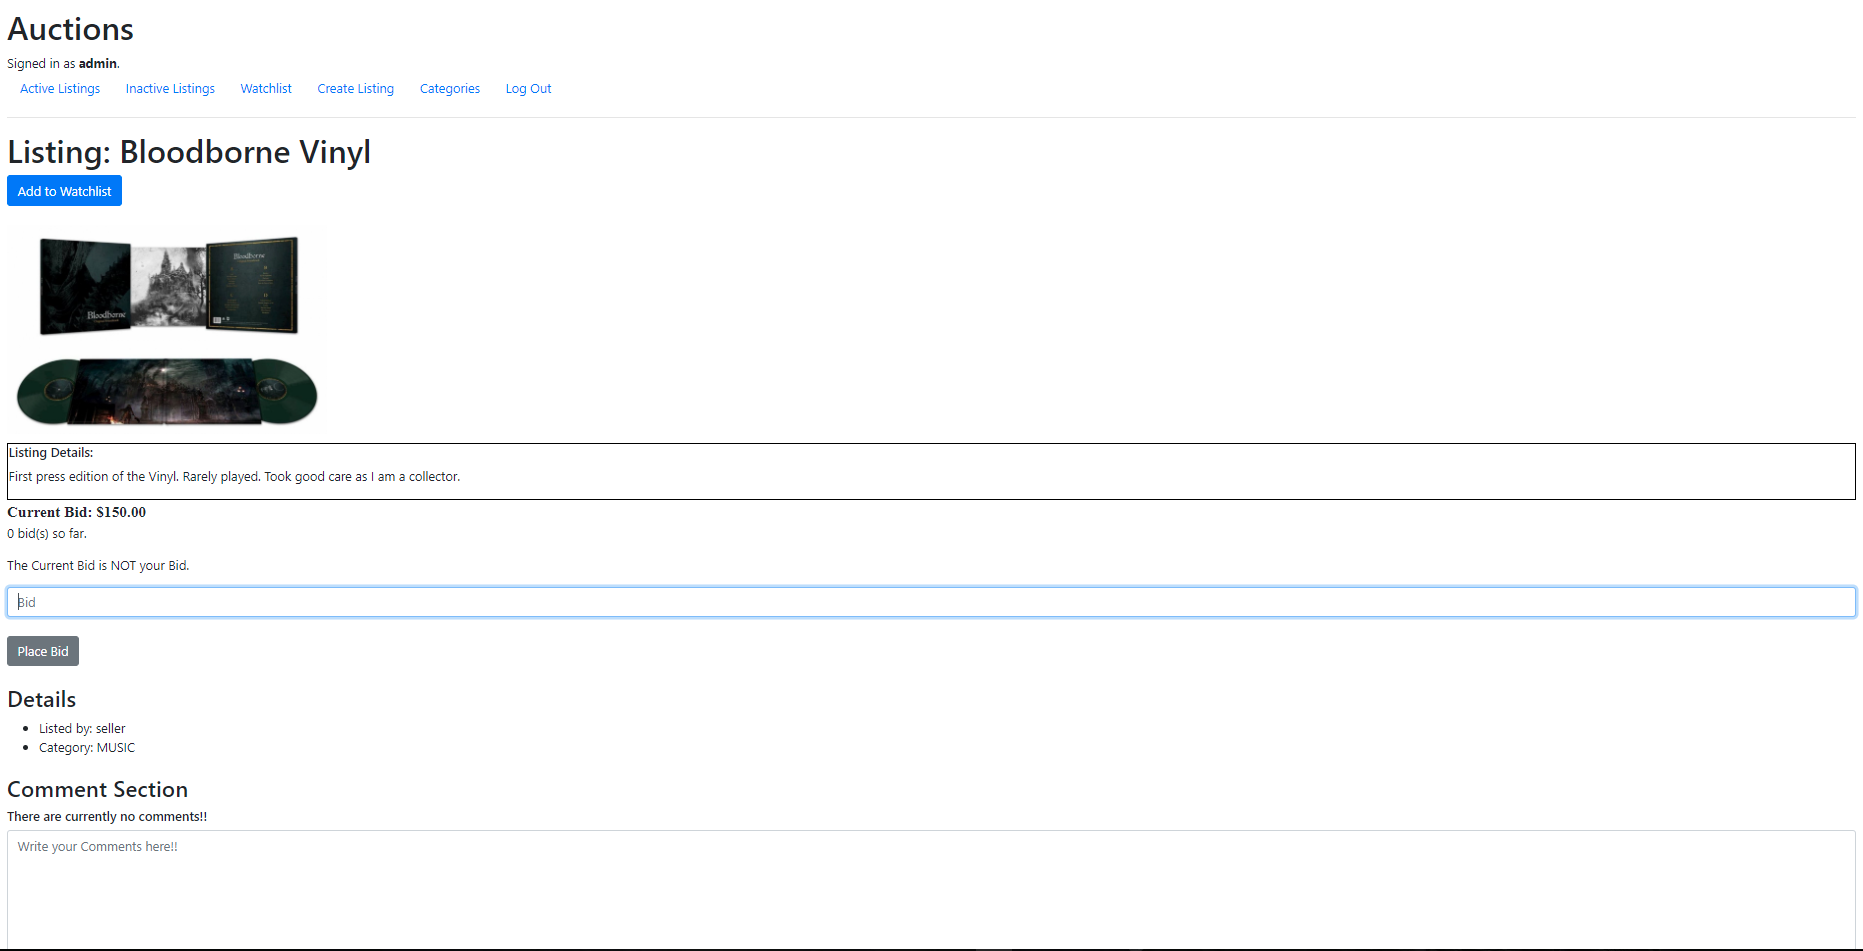 Auctions
Signed in as admin.
Active Listings Inactive Listings Watchlist Create Listing Categories Log Out
Listing: Bloodborne Vinyl
Add to Watchlist
Bloodborne
Bloodborne
Listing Details:
First press edition of the Vinyl. Rarely played. Took good care as I am a collector.
Current Bid: $150.00
0 bid(s) so far.
The Current Bid is NOT your Bid.
Bid
Place Bid
Details
Listed by: seller
Category: MUSIC
Comment Section
There are currently no comments!!
Write your Comments here!!